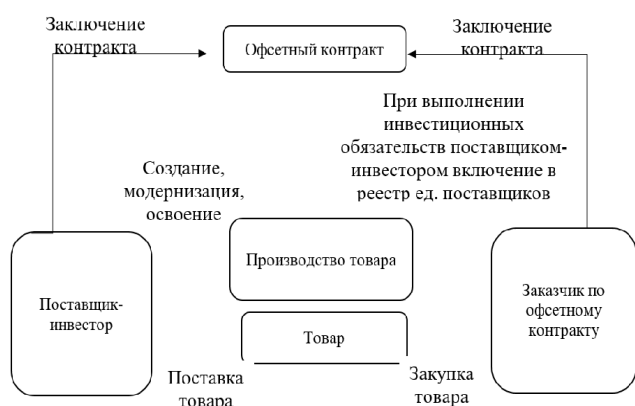 Заключение
контракта
Офсетный контракт
Заключение
контракта
При выполнении
инвестиционных
обязательств поставщиком-
инвестором включение в
реестр ед. поставщиков
Создание,
модернизация,
освоение
Производство товара
Поставщик-
инвестор
Заказчик по
офсетному
контракту
Товар
Поставка
товара
Закупка
товара